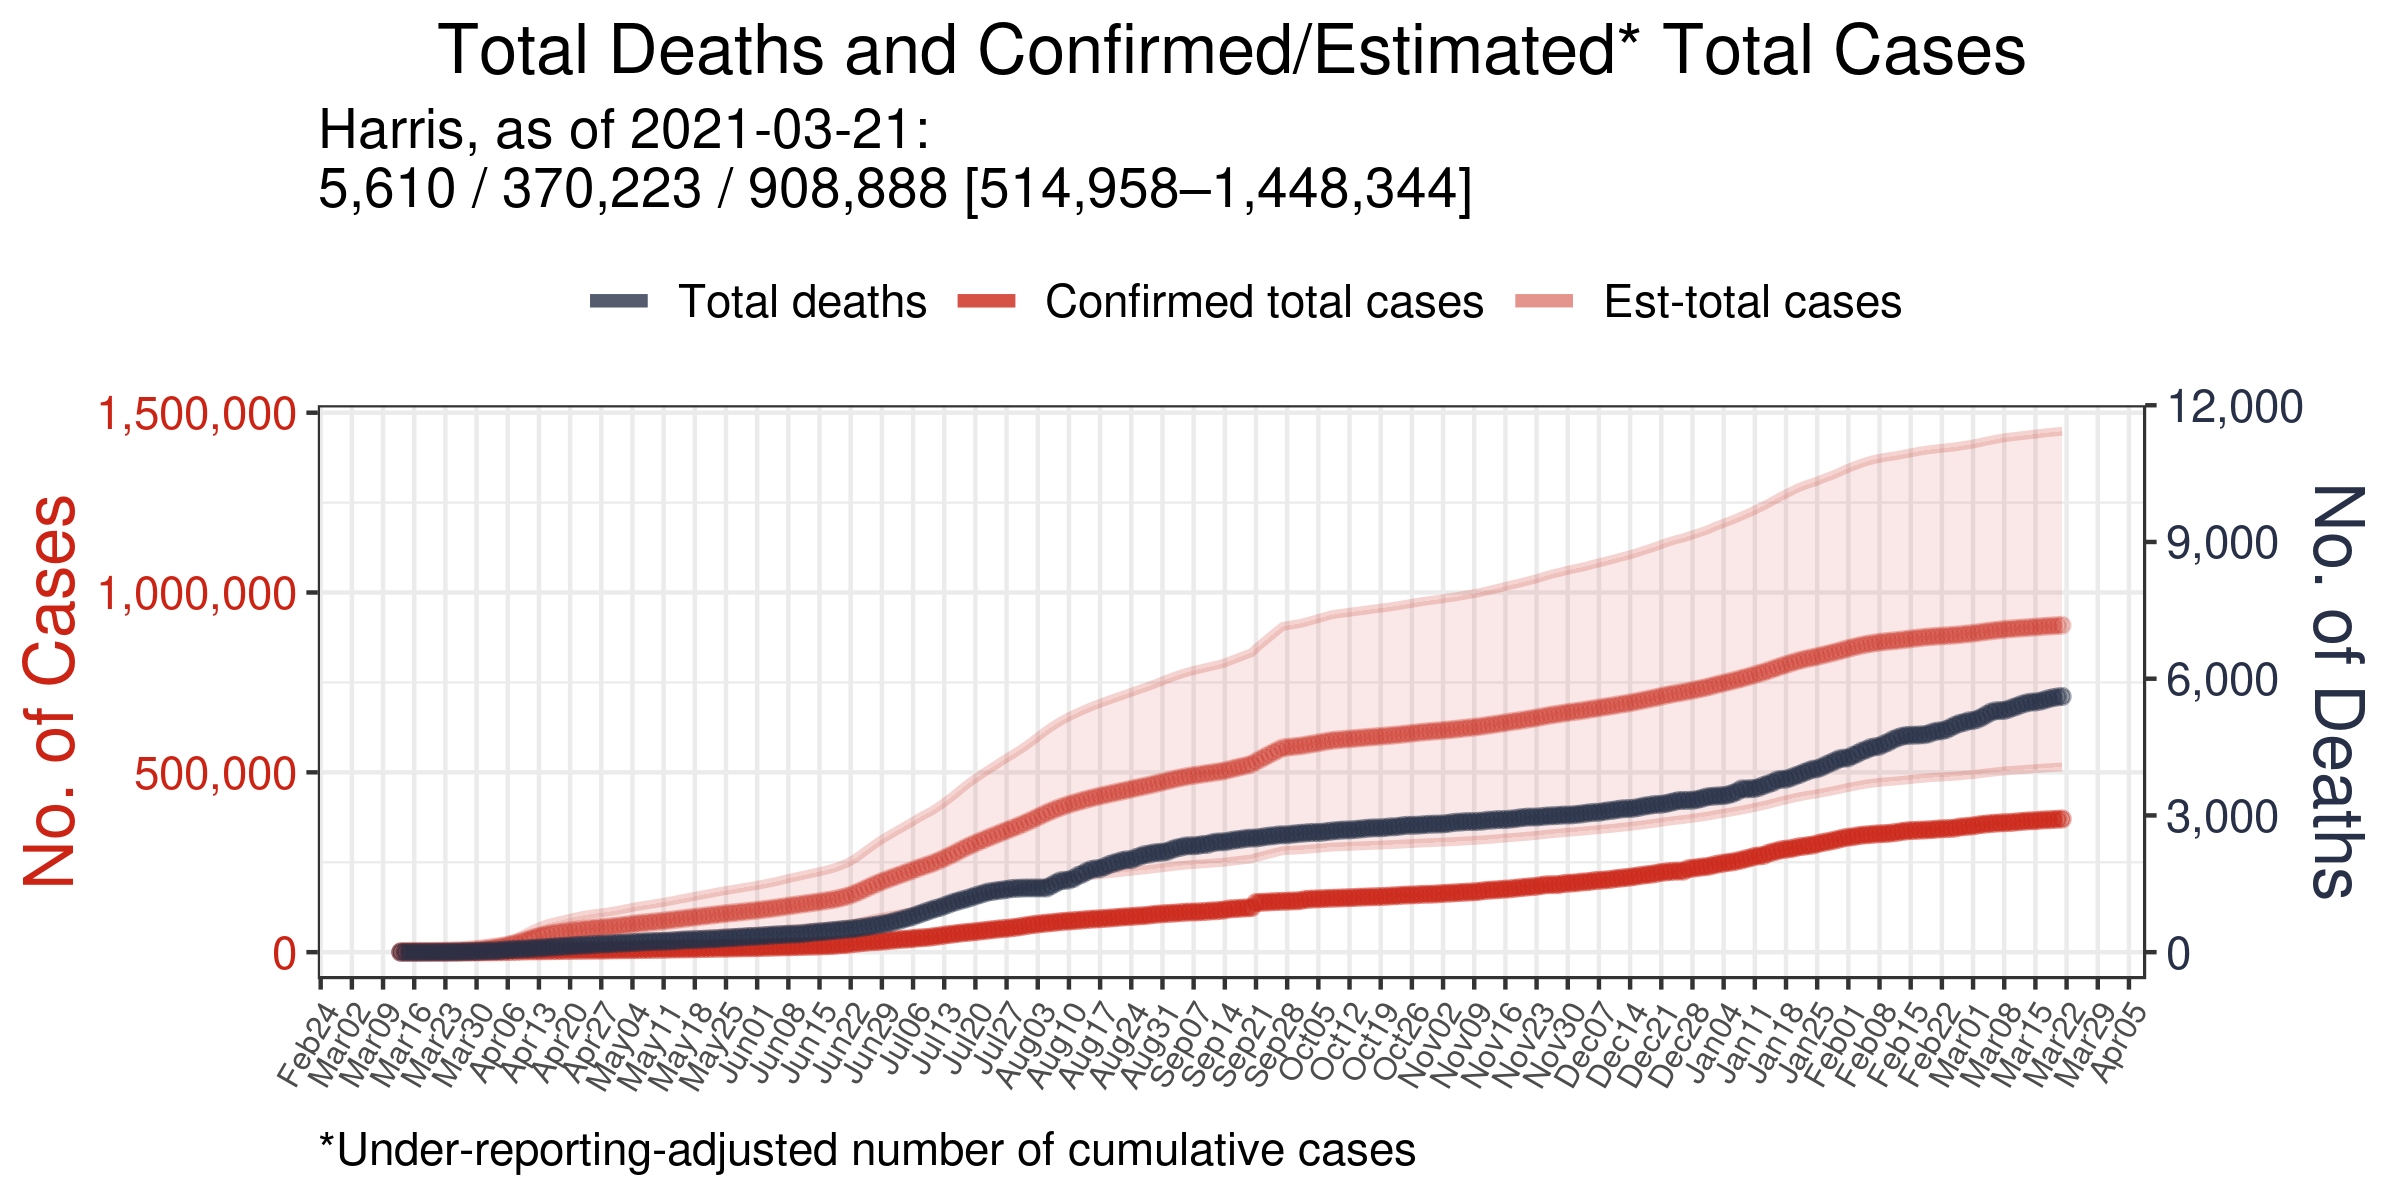 Total Deaths and Confirmed/Estimated* Total Cases
Harris, as of 2021-03-21:
5,610 / 370,223 / 908,888 [514,958–1,448,344]
Total deaths
Confirmed total cases
Est-total cases
No. of Cases
1,500,000
1,000,000
500,000
0
12,000
9,000
6,000
3,000
0
No. of Deaths
Feb24
Mar02
Mar09
Mar16
Mar23
Mar30
Apr06
Apr13
Apr20
Apr27
May04
May11
May18
May25
Jun01
Jun08
Jun15
Jun22
Jun29
Jul06
Jul13
Jul20
Jul27
Aug03
Aug10
Aug17
Aug24
Aug31
Sep07
Sep14
Sep21
Sep28
Oct05
Oct12
Oct19
Oct26
Nov02
Nov09
Nov16
Nov23
Nov30
Dec07
Dec14
Dec21
Dec28
Jan04
Jan11
Jan18
Jan25
Feb01
Feb08
Feb15
Feb22
Mar01
Mar08
Mar15
Mar22
Mar29
Apr05
*Under-reporting-adjusted number of cumulative cases